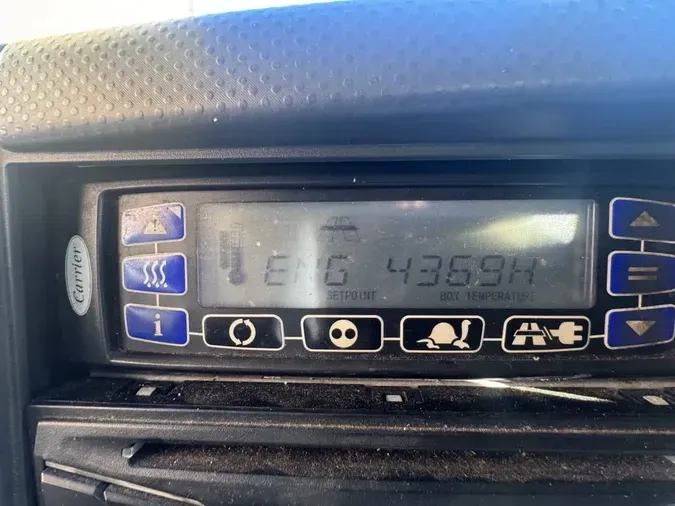 Carrier
ENG 4369H
SETPOINT BOX TEMPERATURE
i